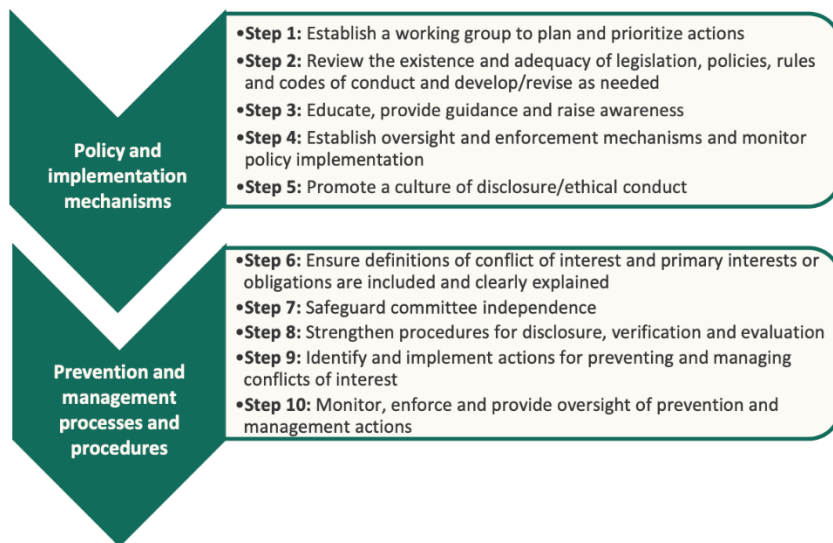 Policy and
implementation
mechanisms
•Step 1: Establish a working group to plan and prioritize actions
•Step 2: Review the existence and adequacy of legislation, policies, rules
and codes of conduct and develop/revise as needed
•Step 3: Educate, provide guidance and raise awareness
•Step 4: Establish oversight and enforcement mechanisms and monitor
policy implementation
•Step 5: Promote a culture of disclosure/ethical conduct
Prevention and
management
processes and
procedures
•Step 6: Ensure definitions of conflict of interest and primary interests or
obligations are included and clearly explained
•Step 7: Safeguard committee independence
•Step 8: Strengthen procedures for disclosure, verification and evaluation
•Step 9: Identify and implement actions for preventing and managing
conflicts of interest
•Step 10: Monitor, enforce and provide oversight of prevention and
management actions